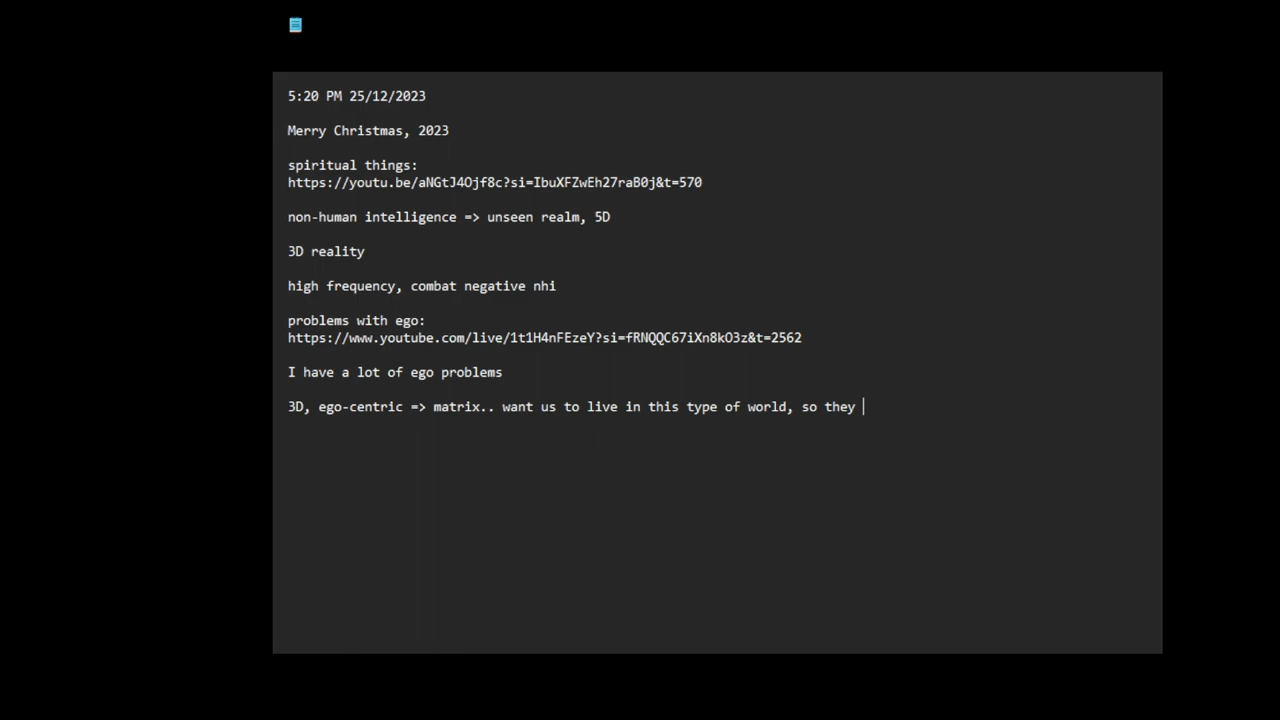 5:20 PM 25/12/2023
Merry Christmas, 2023
spiritual things:
https://youtu.be/aNGtJ4Ojf8c?si=IbuXFZwEh27raB0j&t=570
non-human intelligence => unseen realm, 5D
3D reality
high frequency, combat negative nhi
problems with ego:
https://www.youtube.com/live/1t1H4nFEzeY?si=fRNQQC67iXn8kO3z&t=2562
I have a lot of ego problems
3D, ego-centric => matrix.. want us to live in this type of world, so they